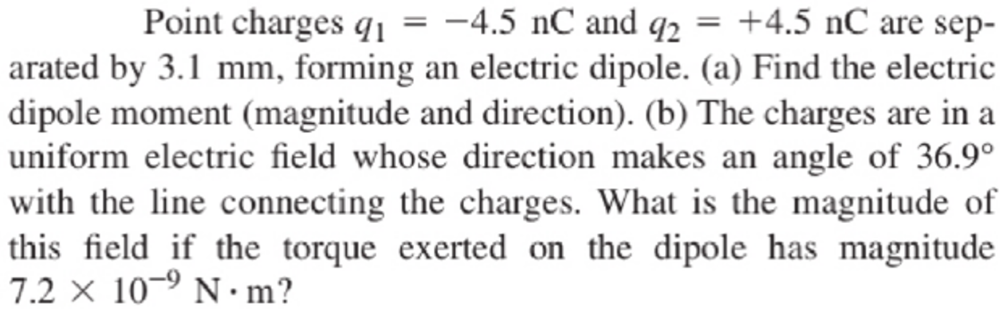 Point charges q₁ = −4.5 nC and q₂ = +4.5 nC are sep-
arated by 3.1 mm, forming an electric dipole. (a) Find the electric
dipole moment (magnitude and direction). (b) The charges are in a
uniform electric field whose direction makes an angle of 36.9°
with the line connecting the charges. What is the magnitude of
this field if the torque exerted on the dipole has magnitude
7.2 × 10⁻⁹ N · m?